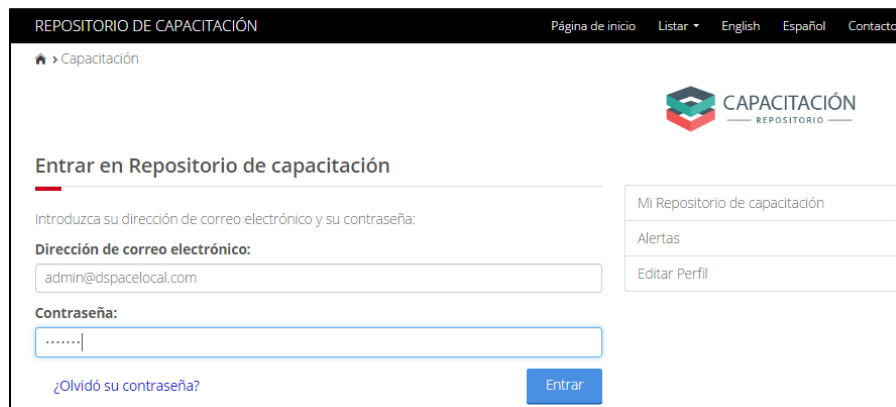 REPOSITORIO DE CAPACITACIÓN Página de inicio Listar English Español Contacto
> Capacitación
CAPACITACIÓN
REPOSITORIO
Entrar en Repositorio de capacitación
Introduzca su dirección de correo electrónico y su contraseña:
Dirección de correo electrónico:
admin@dspacelocal.com
Contraseña:
·······
¿Olvidó su contraseña? Entrar
Mi Repositorio de capacitación
Alertas
Editar Perfil